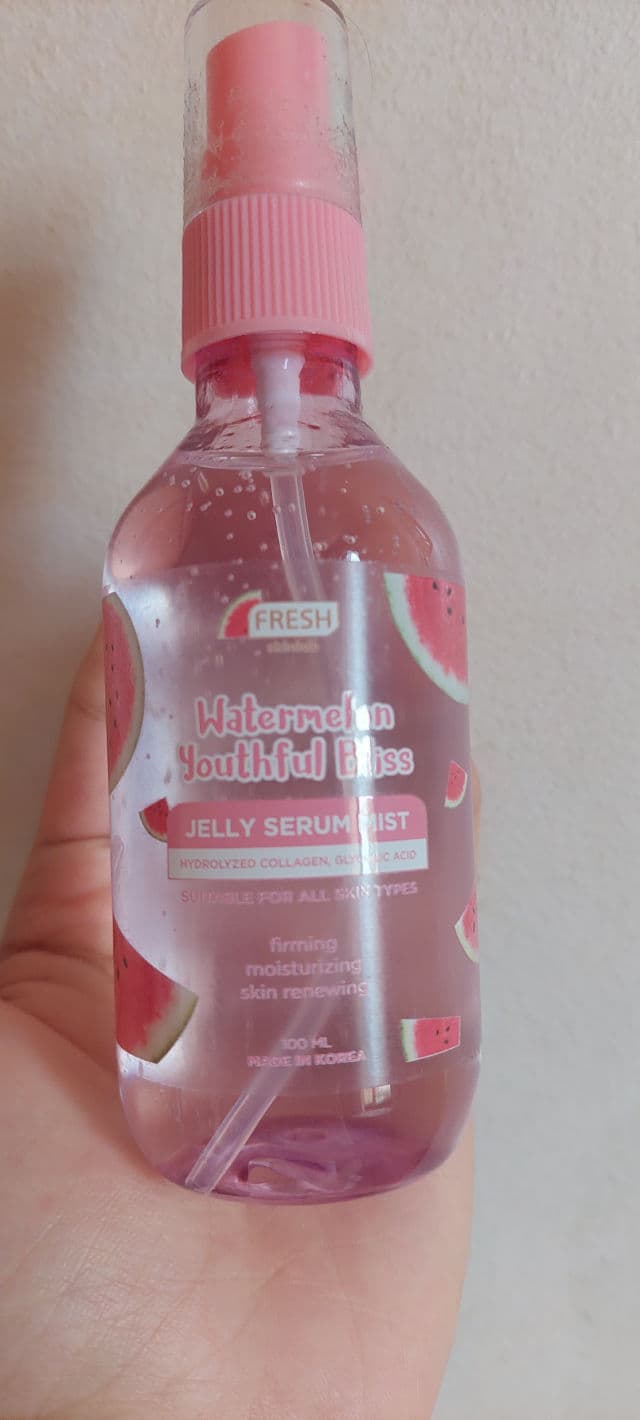 FRESH
skinlab
Watermelon
Youthful Bliss
JELLY SERUM MIST
HYDROLYZED COLLAGEN, GLYCOLIC ACID
SUITABLE FOR ALL SKIN TYPES
firming
moisturizing
skin renewing
100 ML
MADE IN KOREA